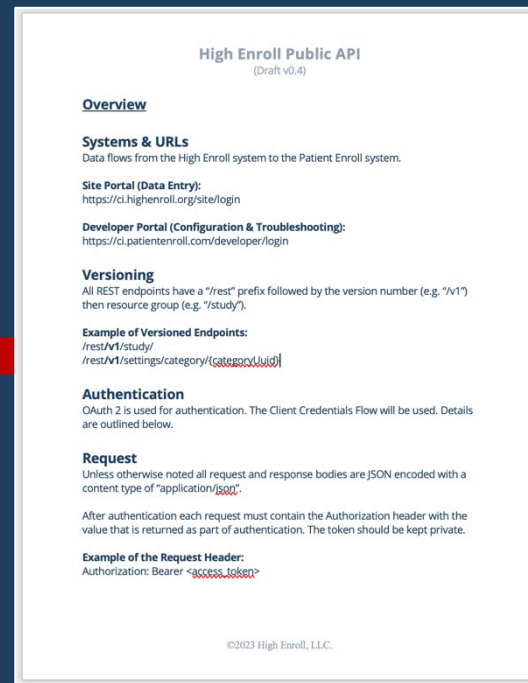 High Enroll Public API
(Draft v0.4)
Overview
Systems & URLs
Data flows from the High Enroll system to the Patient Enroll system.
Site Portal (Data Entry):
https://ci.highenroll.org/site/login
Developer Portal (Configuration & Troubleshooting):
https://ci.patientenroll.com/developer/login
Versioning
All REST endpoints have a “/rest” prefix followed by the version number (e.g. “/v1”)
then resource group (e.g. “/study”).
Example of Versioned Endpoints:
/rest/v1/study/
/rest/v1/settings/category/{categoryUuid}
Authentication
OAuth 2 is used for authentication. The Client Credentials Flow will be used. Details
are outlined below.
Request
Unless otherwise noted all request and response bodies are JSON encoded with a
content type of “application/json”.
After authentication each request must contain the Authorization header with the
value that is returned as part of authentication. The token should be kept private.
Example of the Request Header:
Authorization: Bearer <access_token>
©2023 High Enroll, LLC.